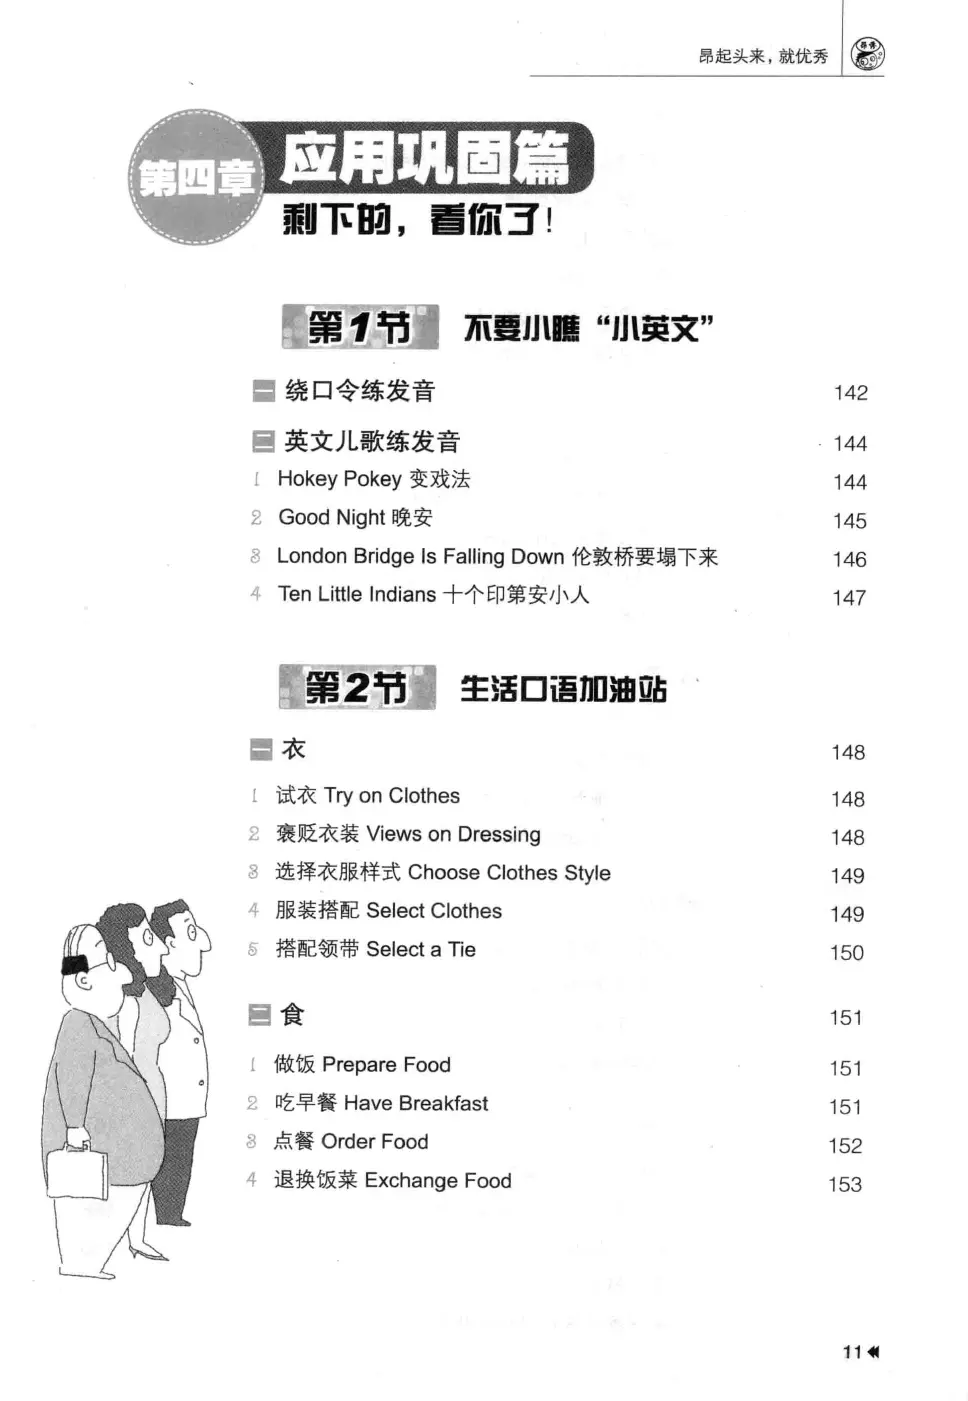 昂起头来，就优秀
第四章
应用巩固篇
剩下的，看你了!
第1节 不要小瞧“小英文”
一 绕口令练发音 142
二 英文儿歌练发音 144
1 Hokey Pokey 变戏法 144
2 Good Night 晚安 145
3 London Bridge Is Falling Down 伦敦桥要塌下来 146
4 Ten Little Indians 十个印第安小人 147
第2节 生活口语加油站
一 衣 148
1 试衣 Try on Clothes 148
2 褒贬衣装 Views on Dressing 148
3 选择衣服样式 Choose Clothes Style 149
4 服装搭配 Select Clothes 149
5 搭配领带 Select a Tie 150
二 食 151
1 做饭 Prepare Food 151
2 吃早餐 Have Breakfast 151
3 点餐 Order Food 152
4 退换饭菜 Exchange Food 153
11